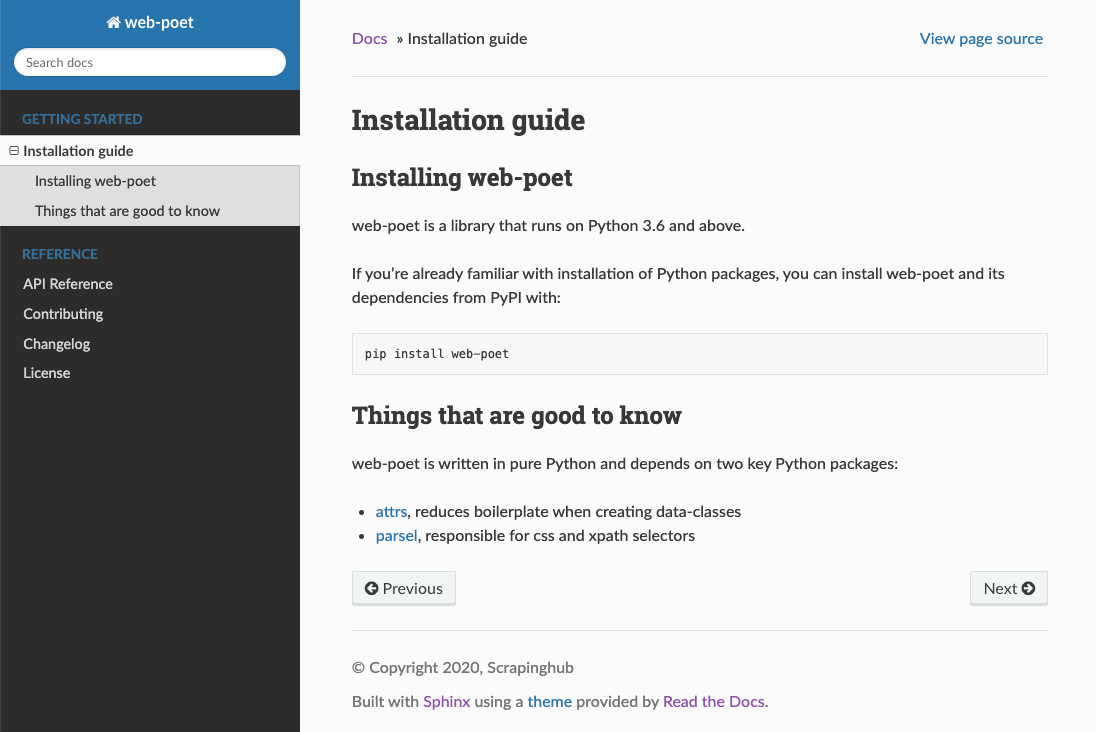 web-poet
Search docs
GETTING STARTED
Installation guide
Installing web-poet
Things that are good to know
REFERENCE
API Reference
Contributing
Changelog
License
Docs » Installation guide
View page source
Installation guide
Installing web-poet
web-poet is a library that runs on Python 3.6 and above.
If you’re already familiar with installation of Python packages, you can install web-poet and its
dependencies from PyPI with:
pip install web-poet
Things that are good to know
web-poet is written in pure Python and depends on two key Python packages:
• attrs, reduces boilerplate when creating data-classes
• parsel, responsible for css and xpath selectors
Previous
Next
© Copyright 2020, Scrapinghub
Built with Sphinx using a theme provided by Read the Docs.